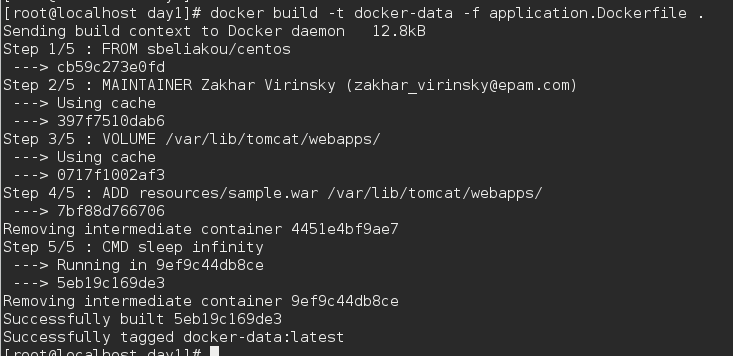 [root@localhost day1]# docker build -t docker-data -f application.Dockerfile .
Sending build context to Docker daemon   12.8kB
Step 1/5 : FROM sbeliakou/centos
 ---> cb59c273e0fd
Step 2/5 : MAINTAINER Zakhar Virinsky (zakhar_virinsky@epam.com)
 ---> Using cache
 ---> 397f7510dab6
Step 3/5 : VOLUME /var/lib/tomcat/webapps/
 ---> Using cache
 ---> 0717f1002af3
Step 4/5 : ADD resources/sample.war /var/lib/tomcat/webapps/
 ---> 7bf88d766706
Removing intermediate container 4451e4bf9ae7
Step 5/5 : CMD sleep infinity
 ---> Running in 9ef9c44db8ce
 ---> 5eb19c169de3
Removing intermediate container 9ef9c44db8ce
Successfully built 5eb19c169de3
Successfully tagged docker-data:latest
[root@localhost day1]#